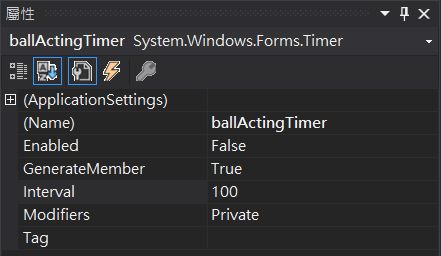 屬性
ballActingTimer System.Windows.Forms.Timer
(ApplicationSettings)
(Name) ballActingTimer
Enabled False
GenerateMember True
Interval 100
Modifiers Private
Tag